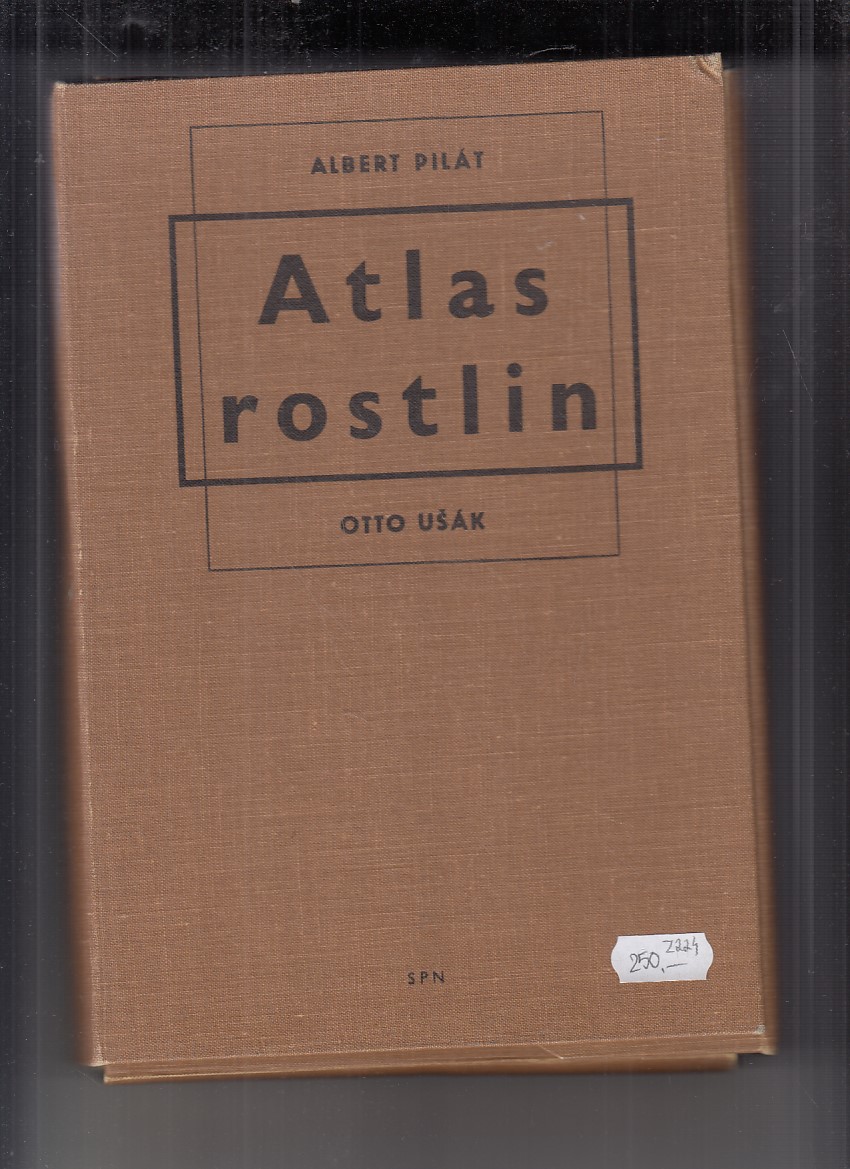 ALBERT PILÁT
Atlas
rostlin
OTTO UŠÁK
SPN
Z224
250,—